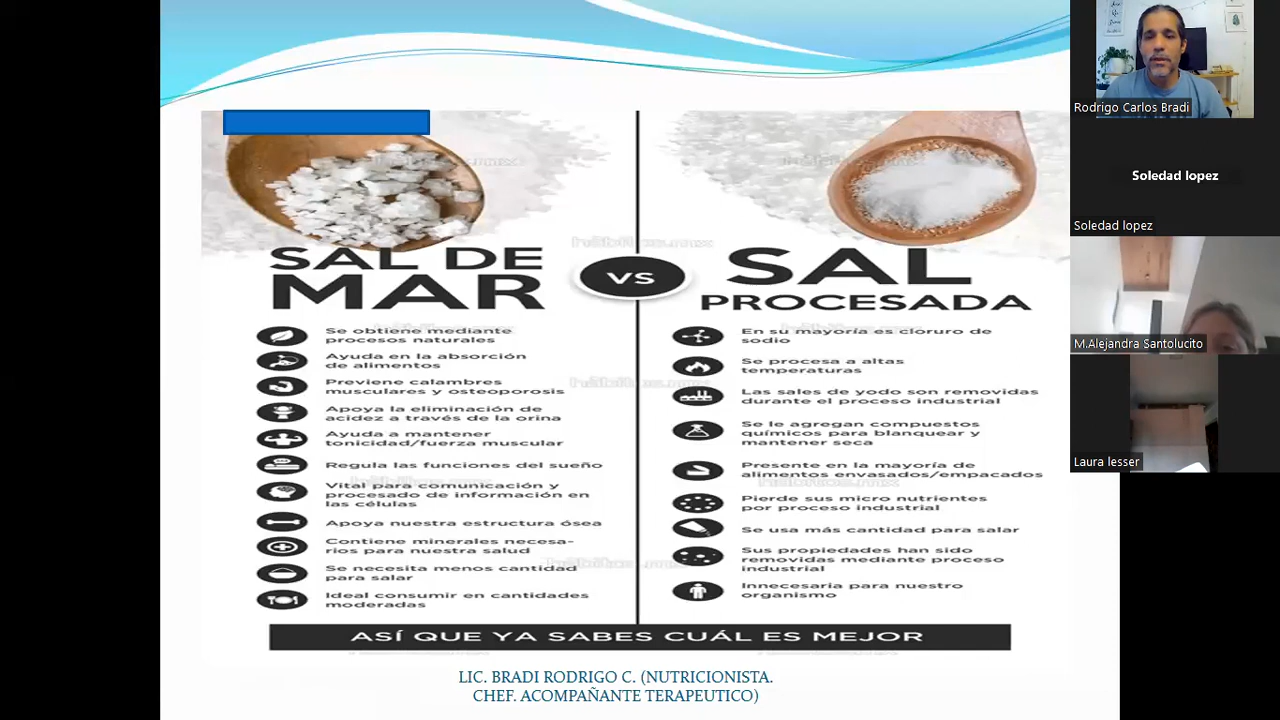 SAL DE
MAR
Se obtiene mediante
procesos naturales
Ayuda en la absorción
de alimentos
Previene calambres
musculares y osteoporosis
Apoya la eliminación de
acidez a través de la orina
Ayuda a mantener
tonicidad/fuerza muscular
Regula las funciones del sueño
Vital para comunicación y
procesado de información en
las células
Apoya nuestra estructura ósea
Contiene minerales necesa-
rios para nuestra salud
Se necesita menos cantidad
para salar
Ideal consumir en cantidades
moderadas
VS
SAL
PROCESADA
En su mayoría es cloruro de
sodio
Se procesa a altas
temperaturas
Las sales de yodo son removidas
durante el proceso industrial
Se le agregan compuestos
químicos para blanquear y
mantener seca
Presente en la mayoría de
alimentos envasados/empacados
Pierde sus micro nutrientes
por proceso industrial
Se usa más cantidad para salar
Sus propiedades han sido
removidas mediante proceso
industrial
Innecesaria para nuestro
organismo
ASÍ QUE YA SABES CUÁL ES MEJOR
LIC. BRADI RODRIGO C. (NUTRICIONISTA.
CHEF. ACOMPAÑANTE TERAPEUTICO)
Rodrigo Carlos Bradi
Soledad lopez
Soledad lopez
M.Alejandra Santolucito
Laura lesser